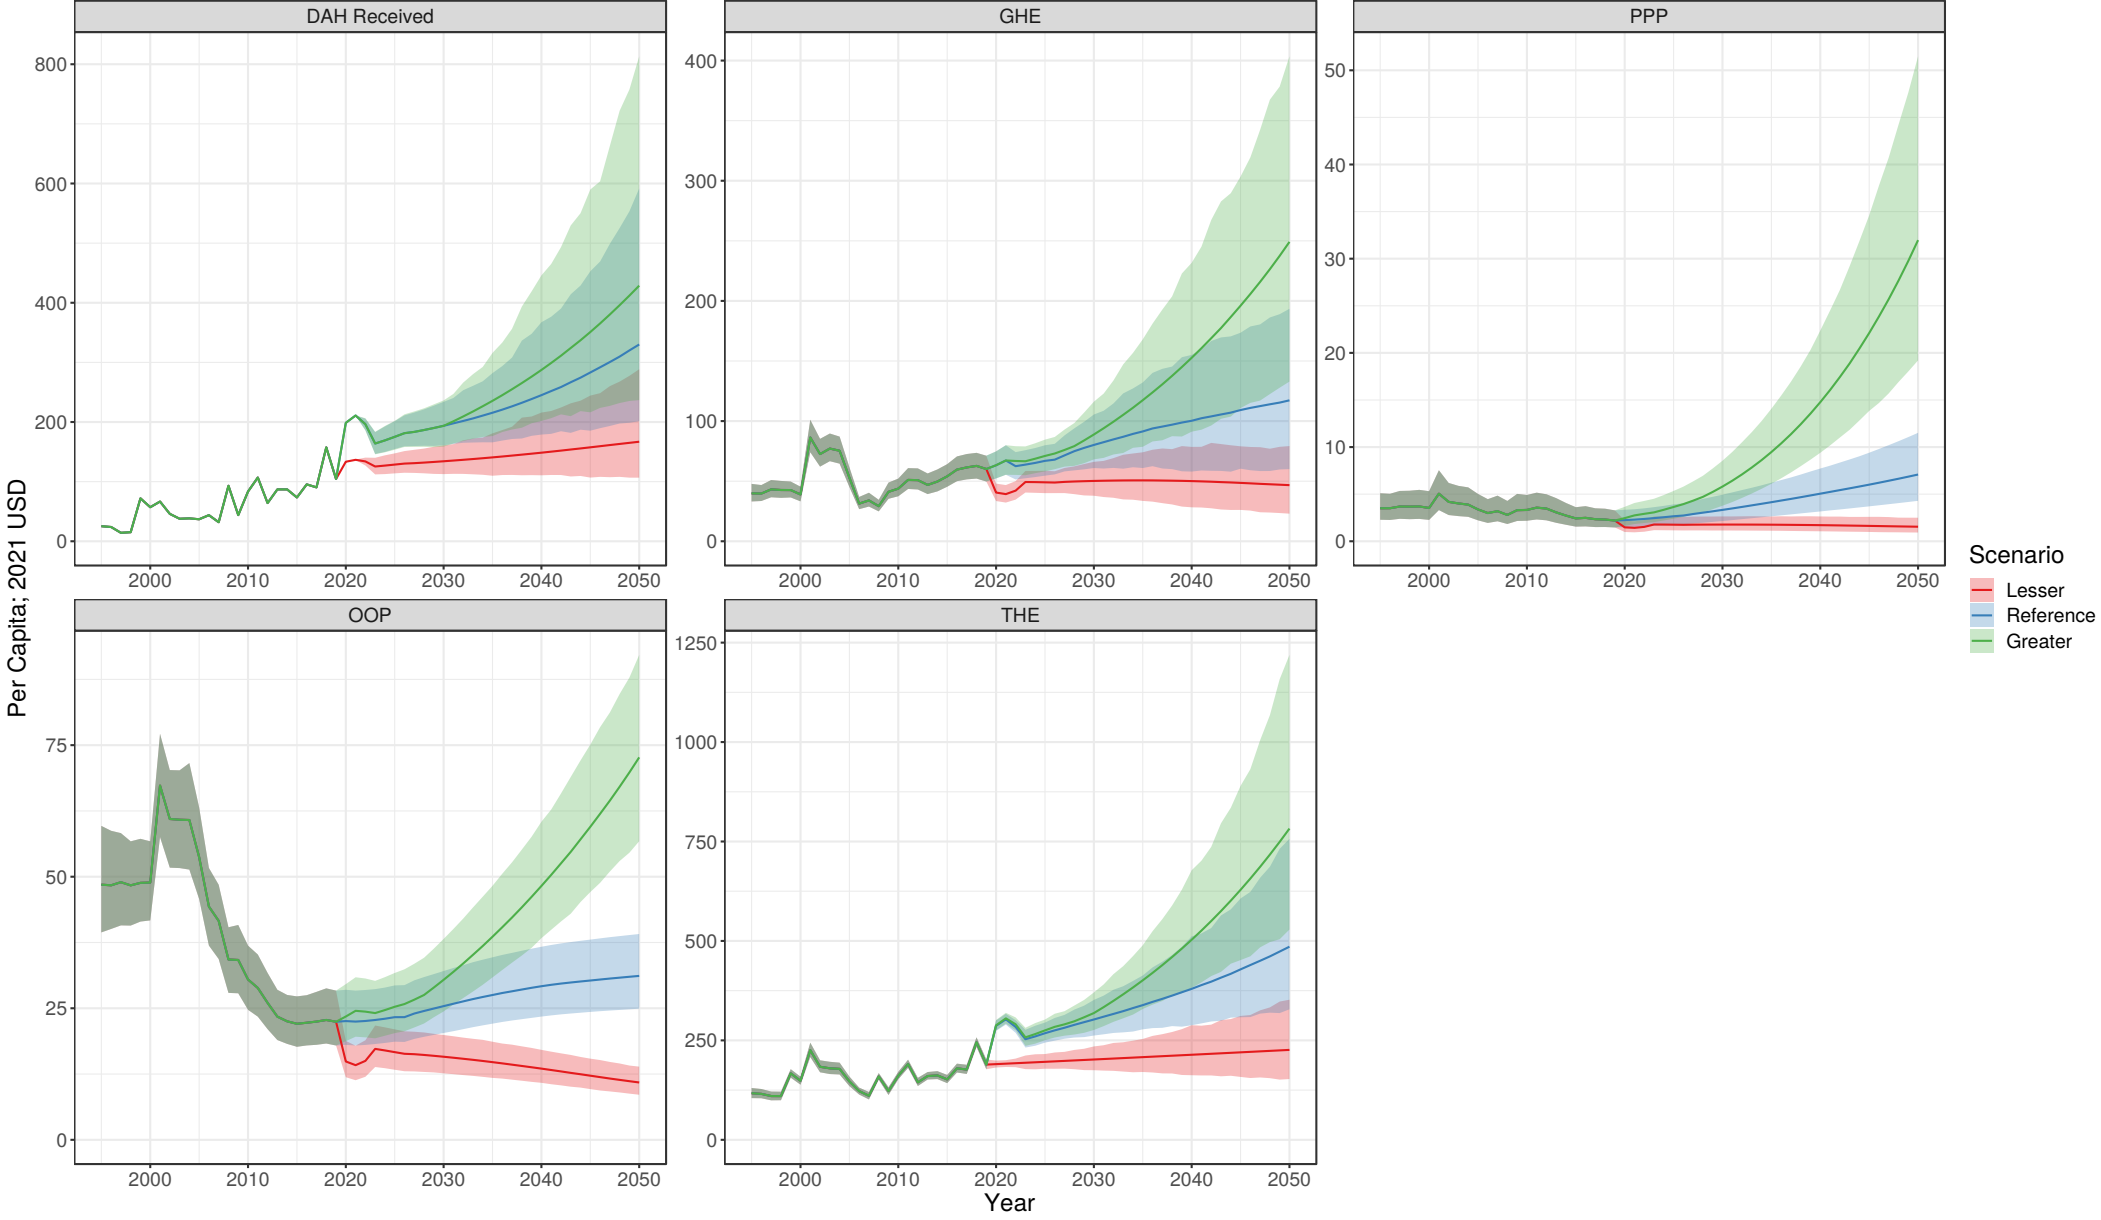 DAH Received
GHE
PPP
800
600
400
200
0
400
300
200
100
0
50
40
30
20
10
0
2000 2010 2020 2030 2040 2050
2000 2010 2020 2030 2040 2050
2000 2010 2020 2030 2040 2050
Per Capita; 2021 USD
OOP
THE
75
50
25
0
1250
1000
750
500
250
0
2000 2010 2020 2030 2040 2050
2000 2010 2020 2030 2040 2050
Year
Scenario
Lesser
Reference
Greater